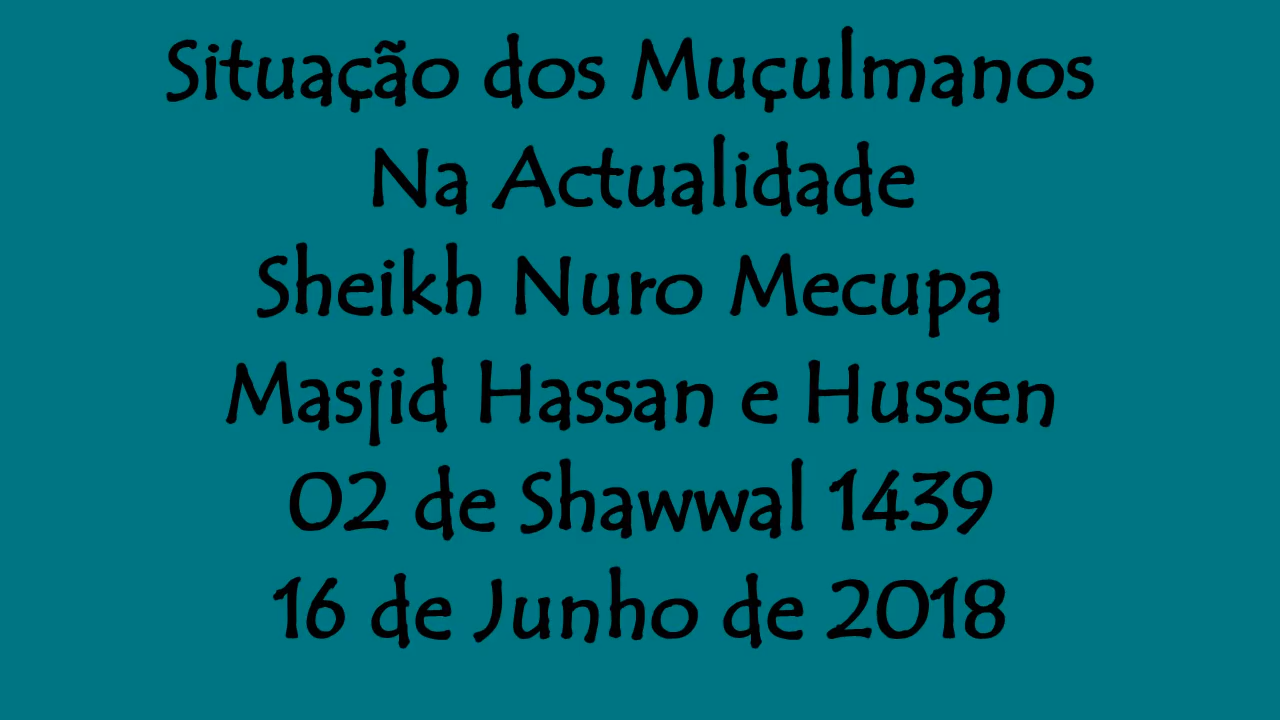 Situação dos Muçulmanos
Na Actualidade
Sheikh Nuro Mecupa
Masjid Hassan e Hussen
02 de Shawwal 1439
16 de Junho de 2018